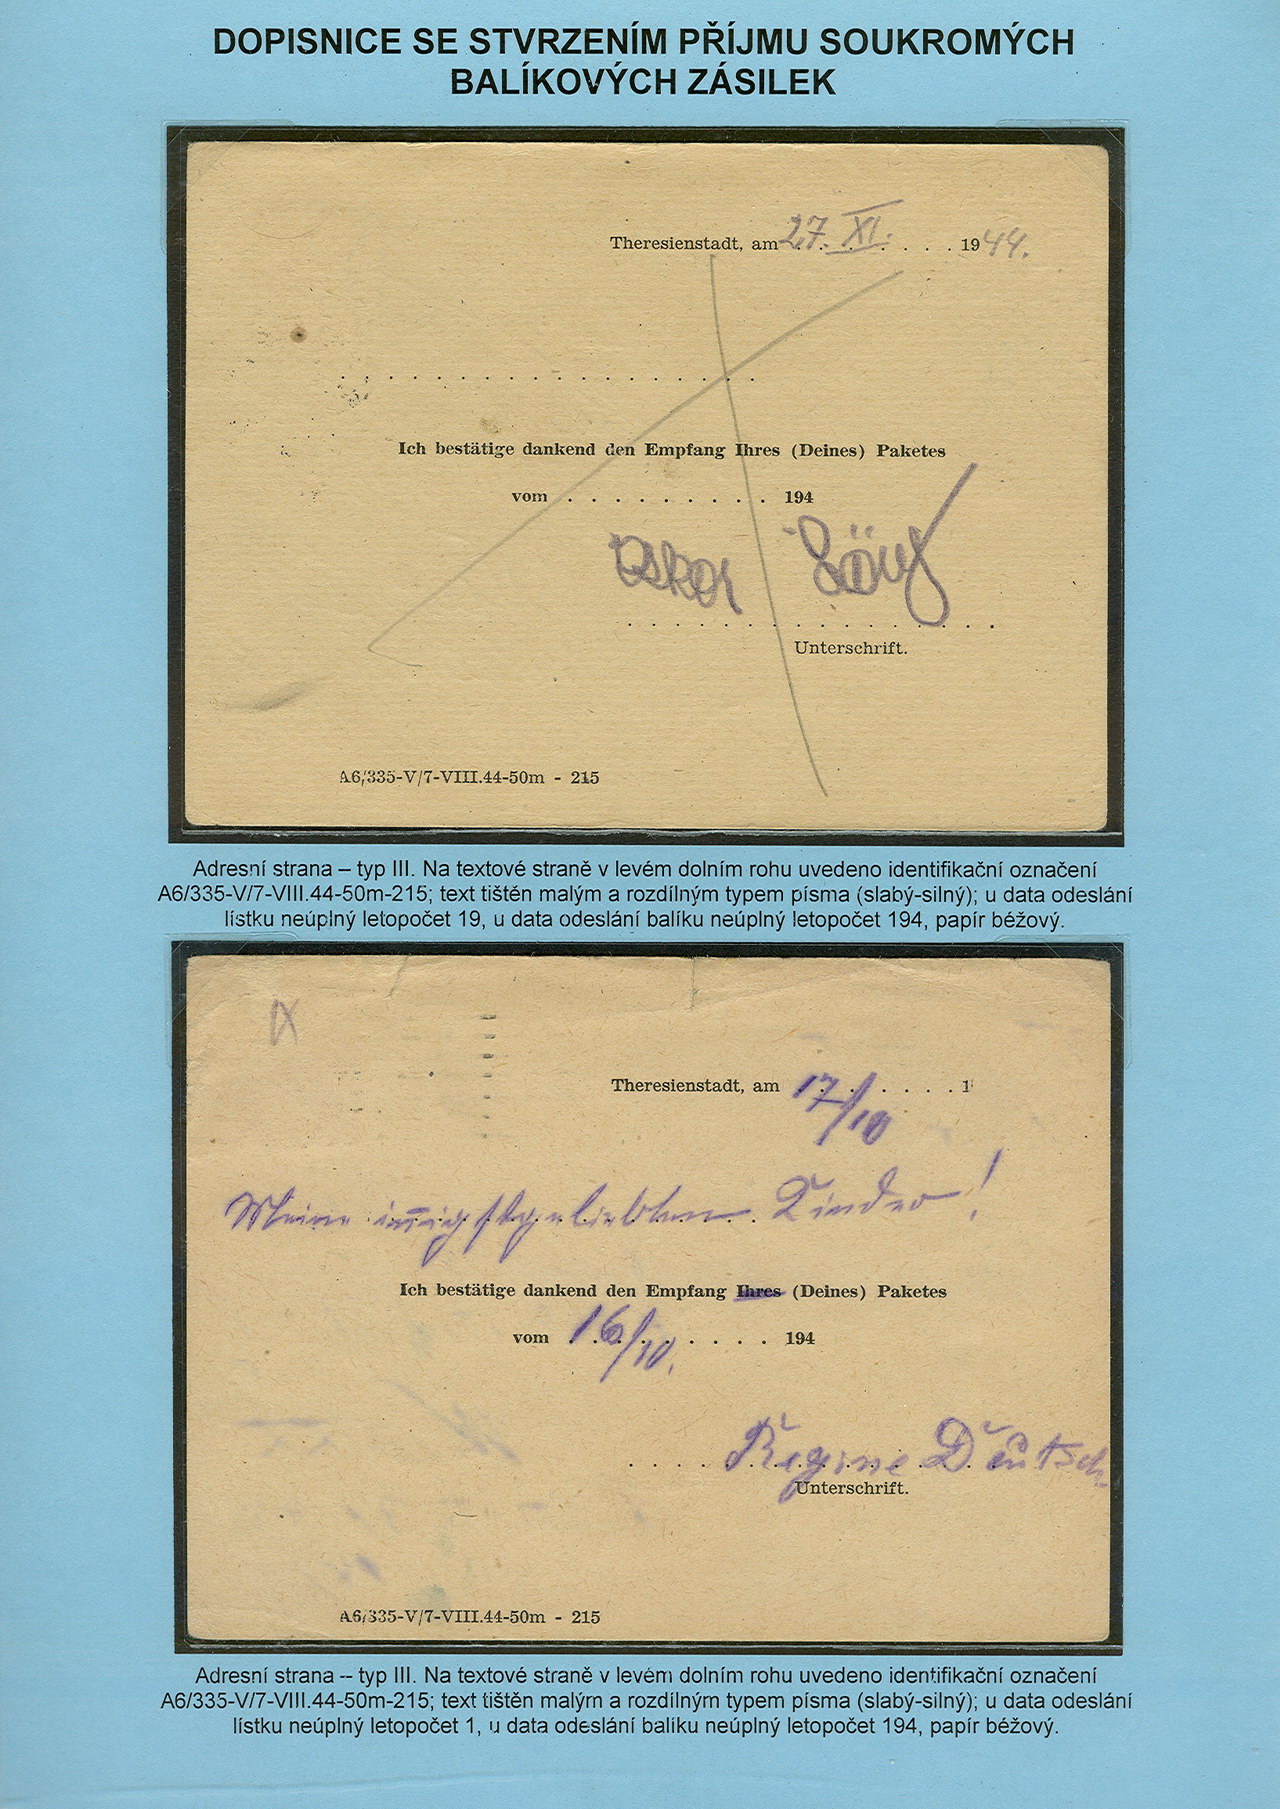 DOPISNICE SE STVRZENÍM PŘÍJMU SOUKROMÝCH
BALÍKOVÝCH ZÁSILEK
Theresienstadt, am 27. XI. . . . 1944.
. . . . . . . . . . . . . . . . . .
Ich bestätige dankend den Empfang Ihres (Deines) Paketes
vom . . . . . . . . . 194
Oskar
Unterschrift.
A6/335-V/7-VIII.44-50m - 215
Adresní strana – typ III. Na textové straně v levém dolním rohu uvedeno identifikační označení
A6/335-V/7-VIII.44-50m-215; text tištěn malým a rozdílným typem písma (slabý-silný); u data odeslání
lístku neúplný letopočet 19, u data odeslání balíku neúplný letopočet 194, papír béžový.
Theresienstadt, am 17/10 . . . . 1
Meine innigstgeliebten Kinder!
Ich bestätige dankend den Empfang Ihres (Deines) Paketes
vom 16/10. . . . . 194
Regine Deutsch
Unterschrift.
A6/335-V/7-VIII.44-50m - 215
Adresní strana – typ III. Na textové straně v levém dolním rohu uvedeno identifikační označení
A6/335-V/7-VIII.44-50m-215; text tištěn malým a rozdílným typem písma (slabý-silný); u data odeslání
lístku neúplný letopočet 1, u data odeslání balíku neúplný letopočet 194, papír béžový.